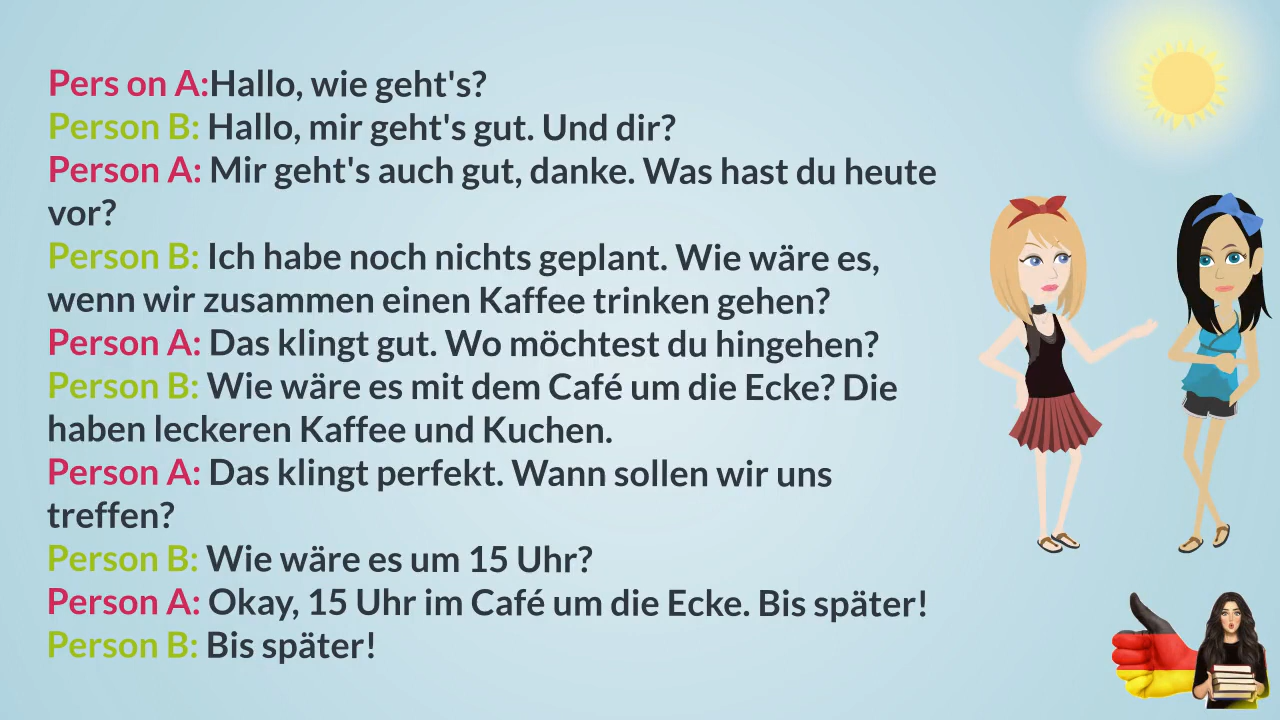 Pers on A:Hallo, wie geht's?
Person B: Hallo, mir geht's gut. Und dir?
Person A: Mir geht's auch gut, danke. Was hast du heute
vor?
Person B: Ich habe noch nichts geplant. Wie wäre es,
wenn wir zusammen einen Kaffee trinken gehen?
Person A: Das klingt gut. Wo möchtest du hingehen?
Person B: Wie wäre es mit dem Café um die Ecke? Die
haben leckeren Kaffee und Kuchen.
Person A: Das klingt perfekt. Wann sollen wir uns
treffen?
Person B: Wie wäre es um 15 Uhr?
Person A: Okay, 15 Uhr im Café um die Ecke. Bis später!
Person B: Bis später!